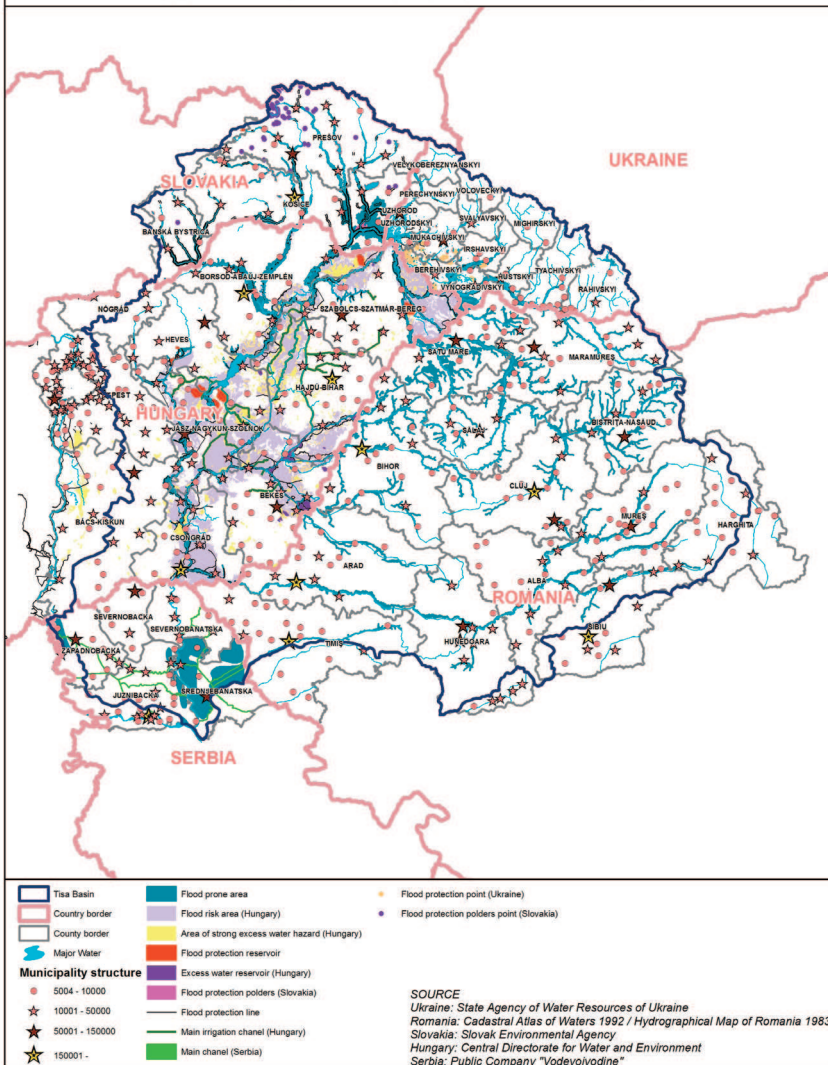 UKRAINE
PREŠOV
VELYKOBEREZNYANSKYI
SLOVAKIA
PERECHYNSKYI
VOLOVECKYI
KOŠICE
UZHOROD
UZHORODSKYI
SVALYAVSKYI
MIGHIRSKYI
BANSKÁ BYSTRICA
MUKACHIVSKYI
IRSHAVSKYI
BORSOD-ABAÚJ-ZEMPLÉN
BEREHIVSKYI
HUSTSKYI
TYACHIVSKYI
VYNOGRADIVSKYI
RAHIVSKYI
NÓGRÁD
SZABOLCS-SZATMÁR-BEREG
HEVES
SATU MARE
MARAMUREŞ
HAJDÚ-BIHAR
PEST
HUNGARY
JÁSZ-NAGYKUN-SZOLNOK
SĂLAJ
BISTRIŢA-NĂSĂUD
BIHOR
CLUJ
BÉKÉS
BÁCS-KISKUN
MUREŞ
HARGHITA
CSONGRÁD
ARAD
ALBA
ROMANIA
SEVERNOBACKA
SEVERNOBANATSKA
SIBIU
ZAPADNOBACKA
TIMIŞ
HUNEDOARA
JUZNIBACKA
SREDNJEBANATSKA
SERBIA
Tisa Basin
Country border
County border
Major Water
Municipality structure
5004 - 10000
10001 - 50000
50001 - 150000
150001 -
Flood prone area
Flood risk area (Hungary)
Area of strong excess water hazard (Hungary)
Flood protection reservoir
Excess water reservoir (Hungary)
Flood protection polders (Slovakia)
Flood protection line
Main irrigation chanel (Hungary)
Main chanel (Serbia)
Flood protection point (Ukraine)
Flood protection polders point (Slovakia)
SOURCE
Ukraine: State Agency of Water Resources of Ukraine
Romania: Cadastral Atlas of Waters 1992 / Hydrographical Map of Romania 1983
Slovakia: Slovak Environmental Agency
Hungary: Central Directorate for Water and Environment
Serbia: Public Company "Vodevojvodine"